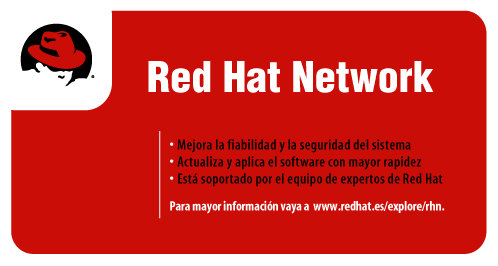 Red Hat Network
• Mejora la fiabilidad y la seguridad del sistema
• Actualiza y aplica el software con mayor rapidez
• Está soportado por el equipo de expertos de Red Hat
Para mayor información vaya a www.redhat.es/explore/rhn.